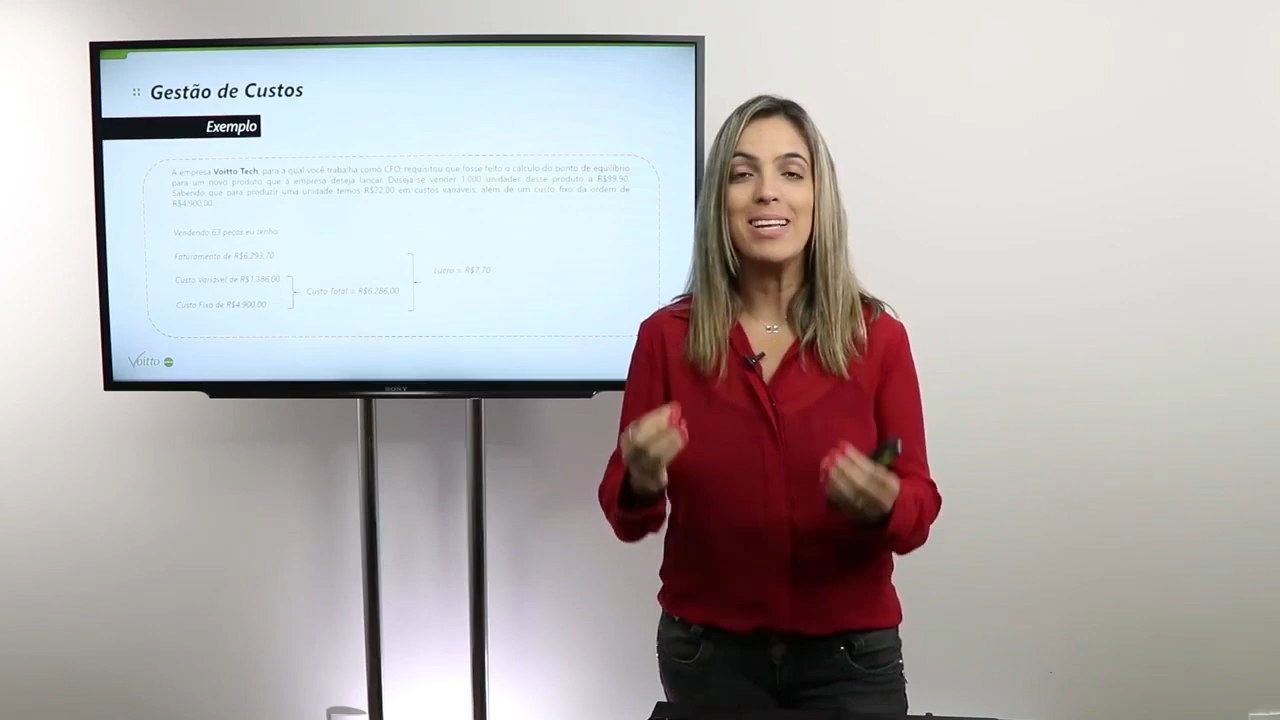 Gestão de Custos
Exemplo
A empresa Voitto Tech, para a qual você trabalha como CFO, requisitou que fosse feito o cálculo do ponto de equilíbrio
para um novo produto que a empresa deseja lançar. Deseja-se vender 1.000 unidades desse produto a R$99,90.
Sabendo que para produzir uma unidade temos R$22,00 em custos variáveis, além de um custo fixo da ordem de
R$4.900,00.
Vendendo 63 peças eu tenho:
Faturamento de R$6.293,70
Custo Variável de R$1.386,00
Custo Fixo de R$4.900,00
Custo Total = R$6.286,00
Lucro = R$7,70
Voitto
SONY